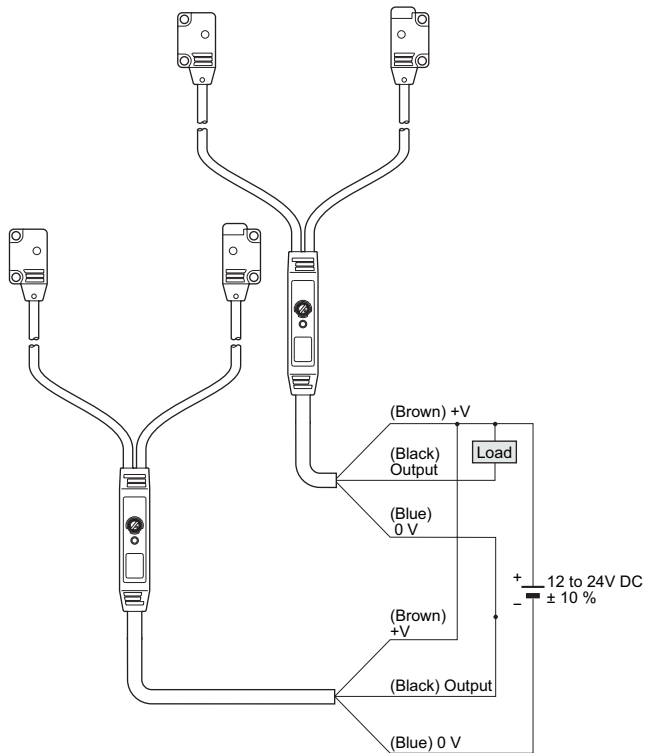 (Brown) +V
(Black)
Output
Load
(Blue)
0 V
+
12 to 24V DC
−
± 10 %
(Brown)
+V
(Black) Output
(Blue) 0 V